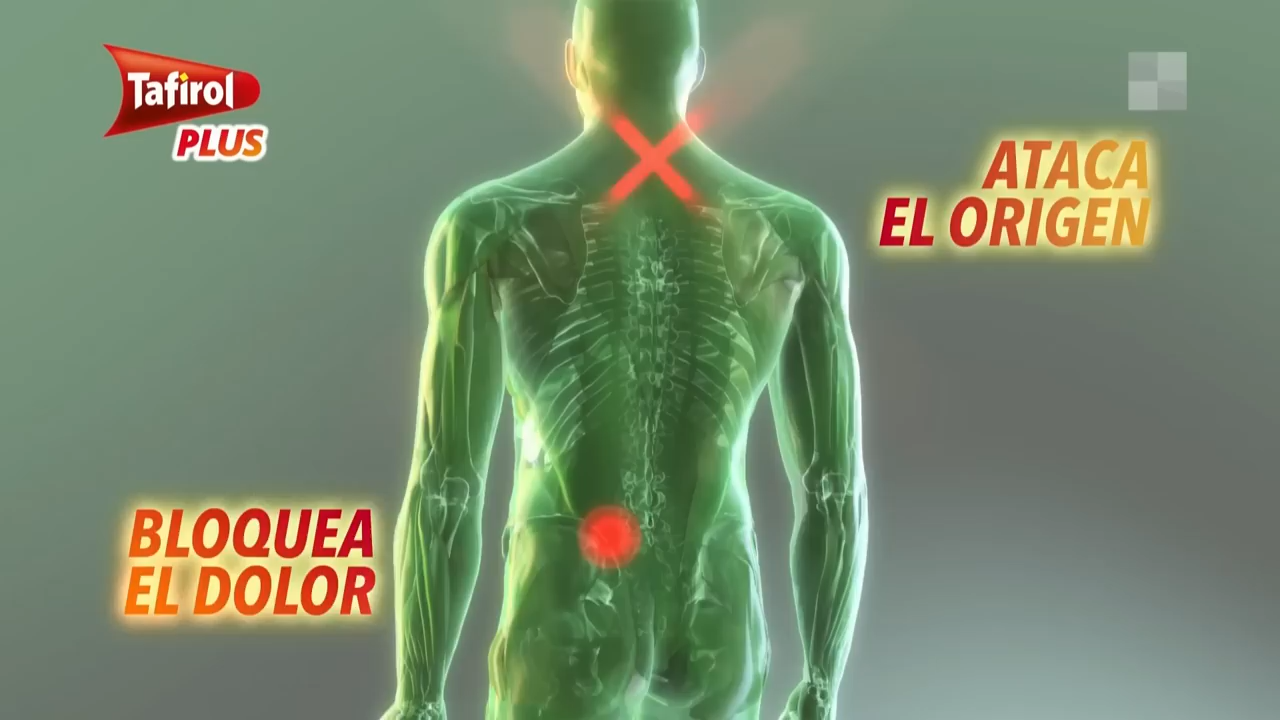 Tafirol
PLUS
ATACA
EL ORIGEN
BLOQUEA
EL DOLOR